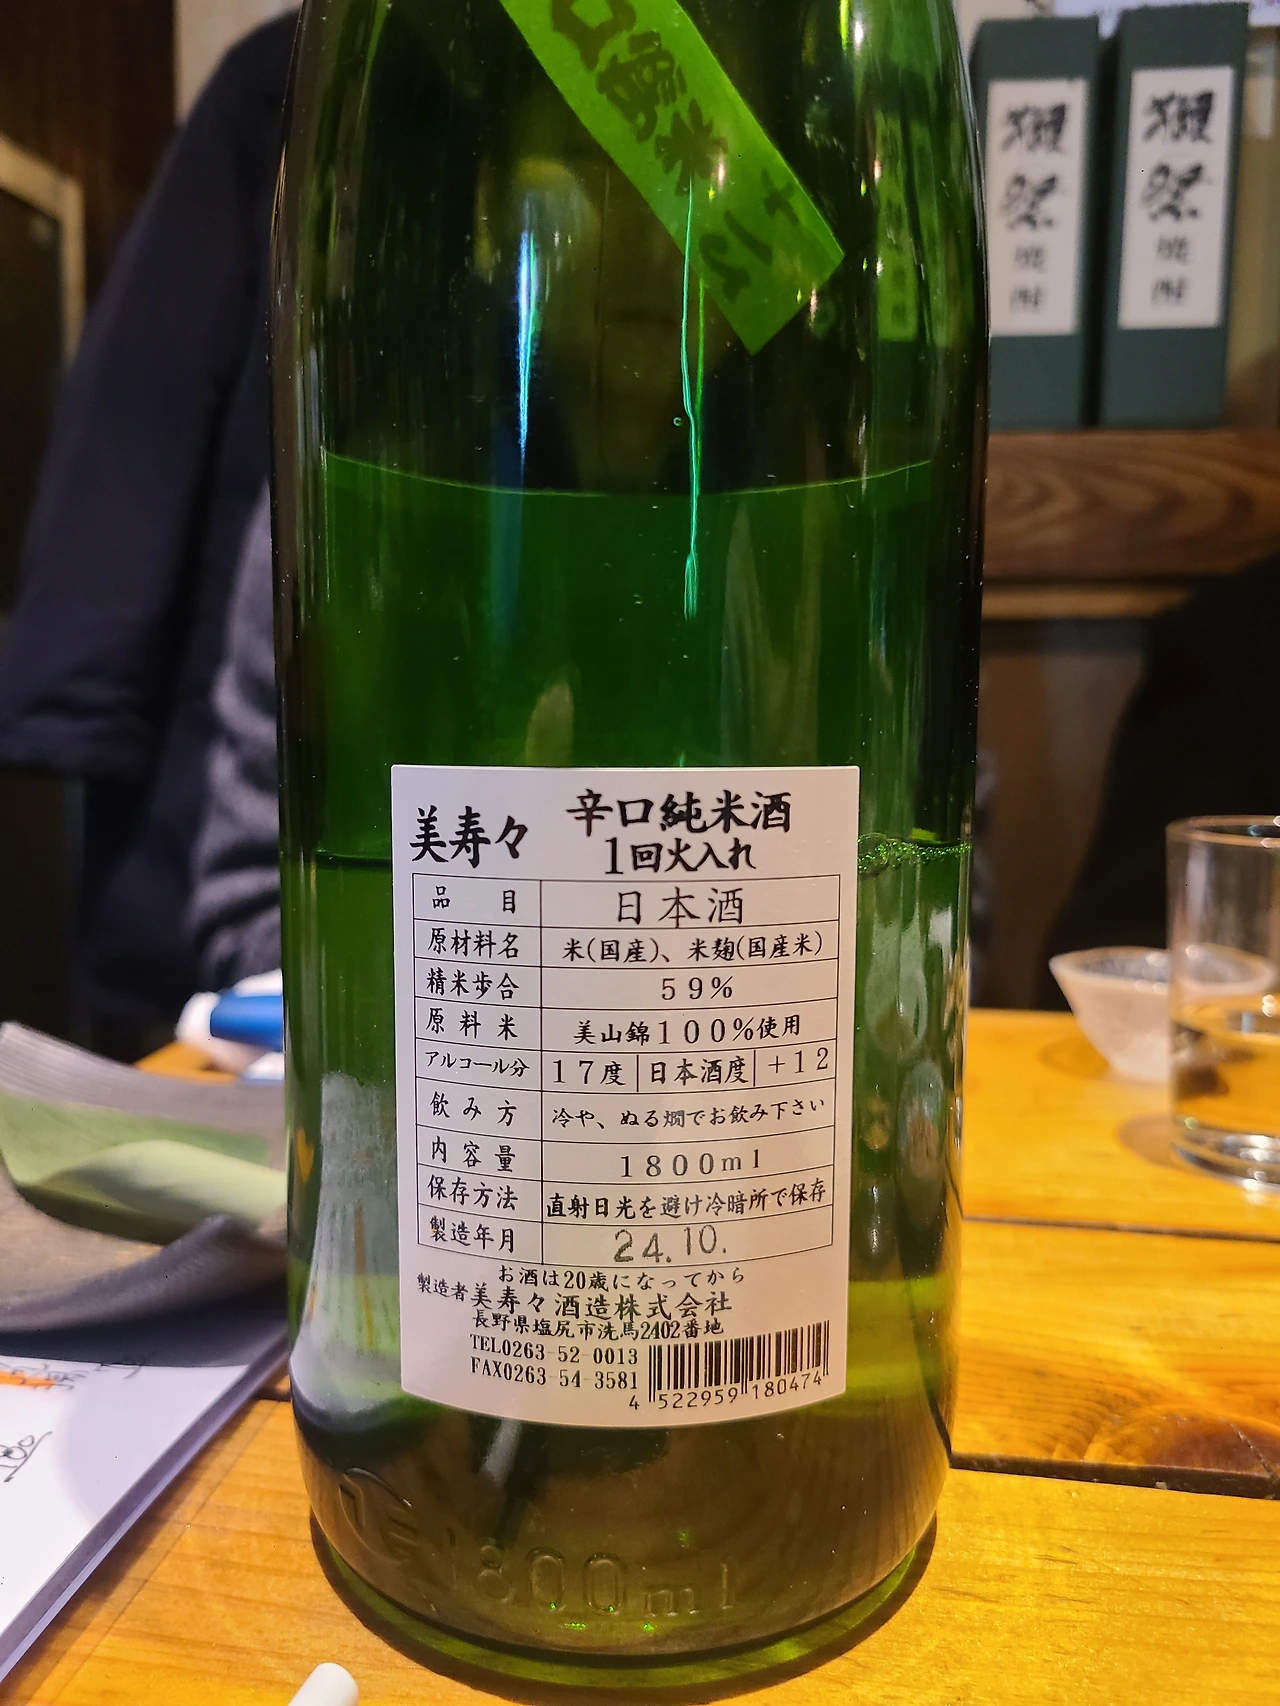 獺祭
焼酎
獺祭
焼酎
美寿々
辛口純米酒
1回火入れ
品目 日本酒
原材料名 米(国産)、米麹(国産米)
精米歩合 59%
原料米 美山錦100%使用
アルコール分 17度 日本酒度 +12
飲み方 冷や、ぬる燗でお飲み下さい
内容量 1800ml
保存方法 直射日光を避け冷暗所で保存
製造年月 24.10.
お酒は20歳になってから
製造者 美寿々酒造株式会社
長野県塩尻市洗馬2402番地
TEL0263-52-0013
FAX0263-54-3581
4 522959 180474
1800ml